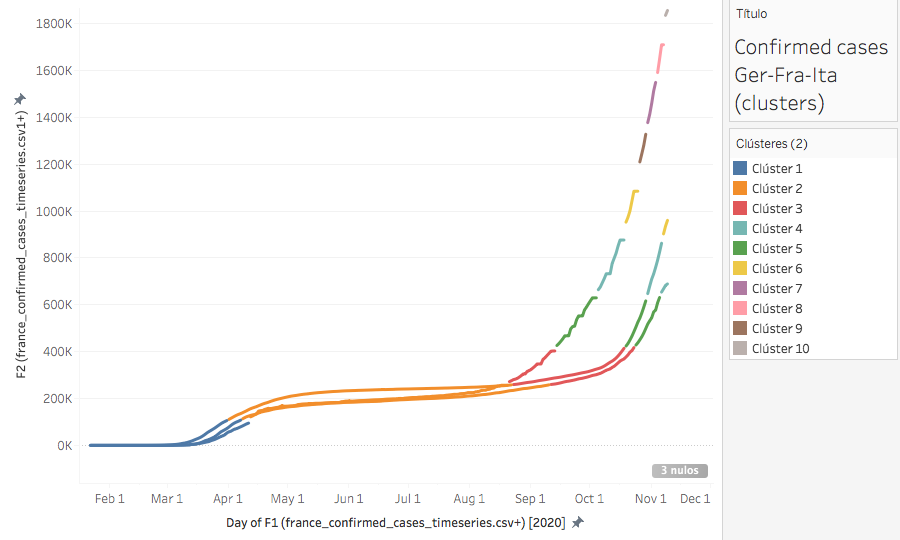 1800K
1600K
1400K
1200K
1000K
800K
600K
400K
200K
0K
F2 (france_confirmed_cases_timeseries.csv1+)
3 nulos
Feb 1
Mar 1
Apr 1
May 1
Jun 1
Jul 1
Aug 1
Sep 1
Oct 1
Nov 1
Dec 1
Day of F1 (france_confirmed_cases_timeseries.csv+) [2020]
Título
Confirmed cases
Ger-Fra-Ita
(clusters)
Clústeres (2)
Clúster 1
Clúster 2
Clúster 3
Clúster 4
Clúster 5
Clúster 6
Clúster 7
Clúster 8
Clúster 9
Clúster 10